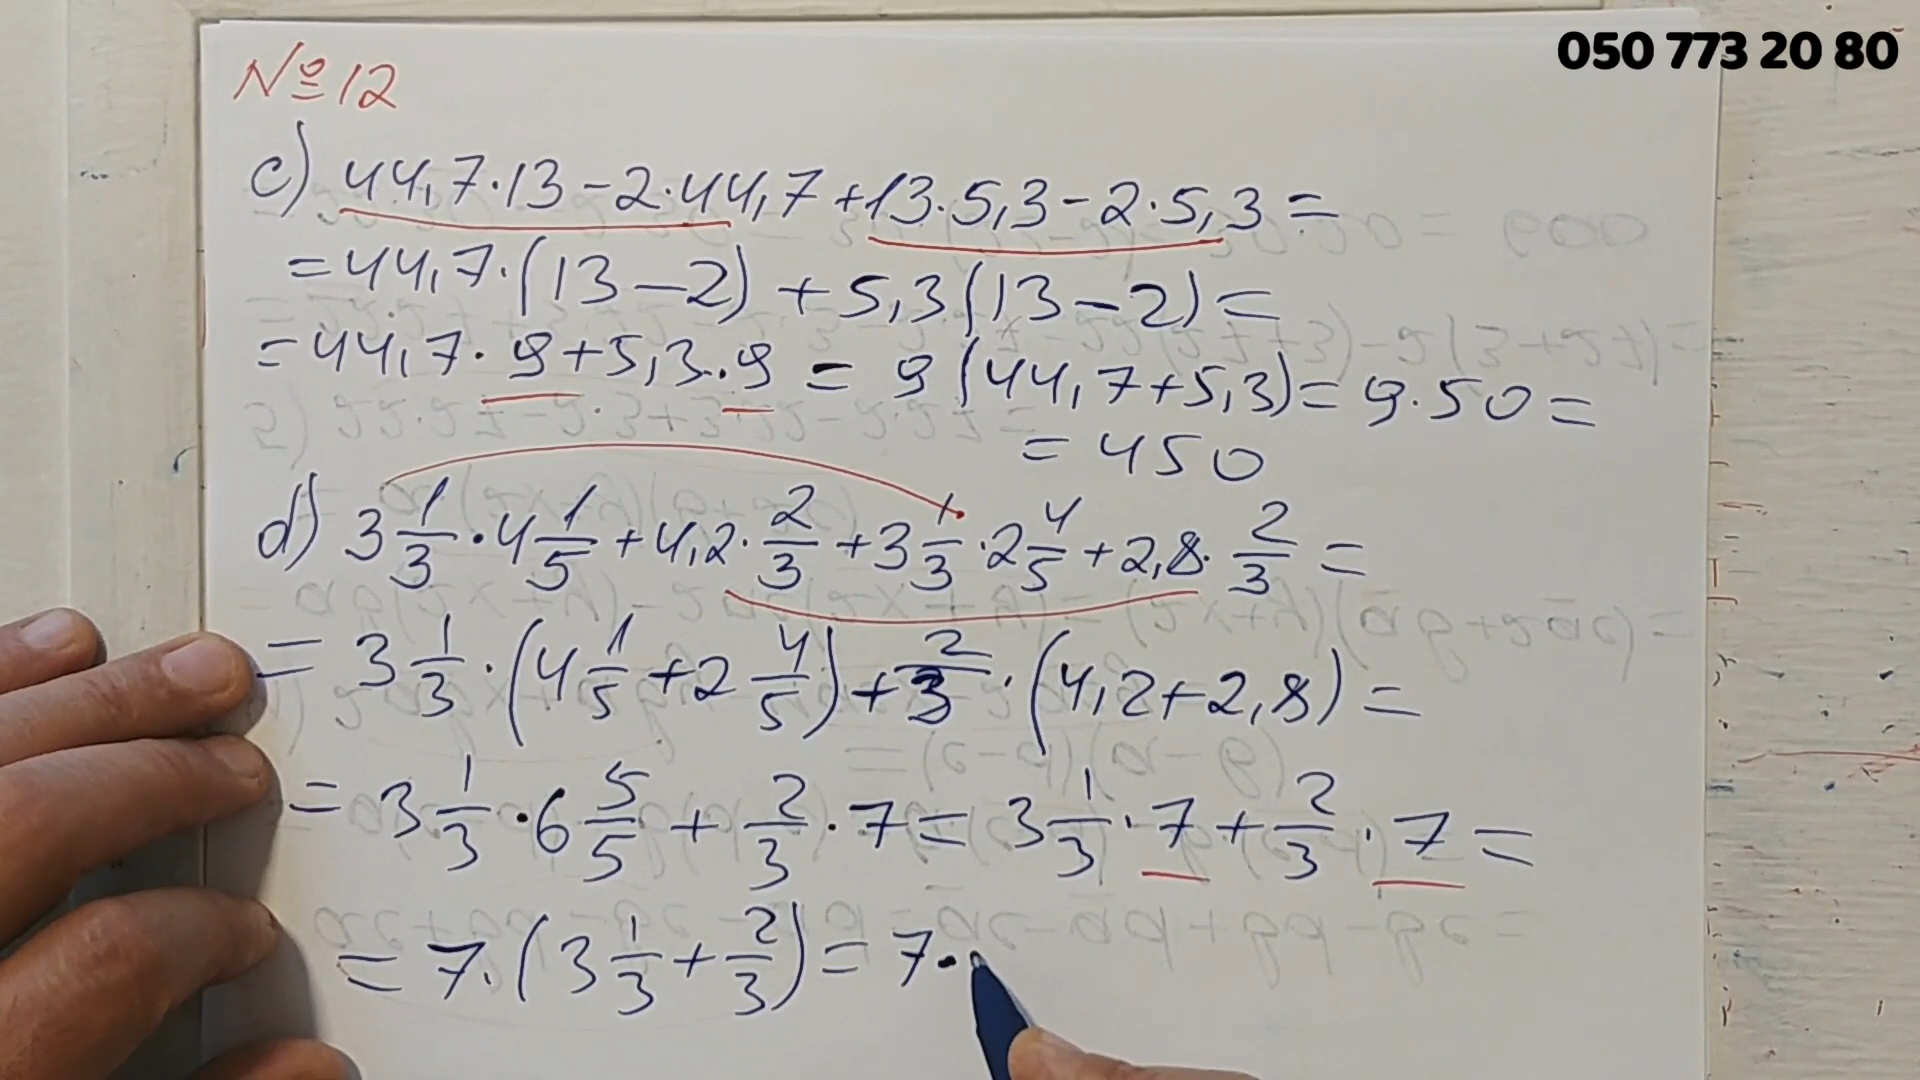 050 773 20 80
№12
c) 44,7·13-2·44,7+13·5,3-2·5,3=
=44,7·(13-2)+5,3(13-2)=
=44,7·9+5,3·9=9(44,7+5,3)=9·50=
=450
d) 3 1/3·4 1/5+4,2·2/3+3 1/3·2 4/5+2,8·2/3=
=3 1/3·(4 1/5+2 4/5)+2/3·(4,2+2,8)=
=3 1/3·6 5/5+2/3·7=3 1/3·7+2/3·7=
=7·(3 1/3+2/3)=7·